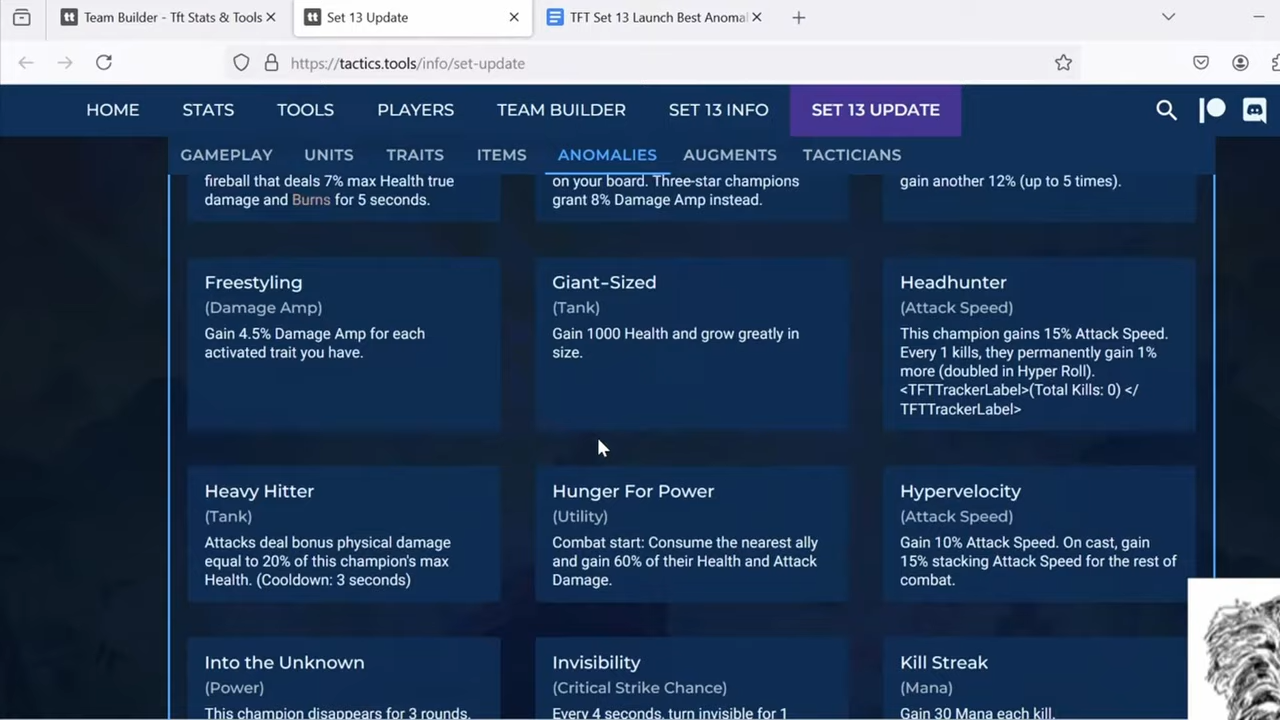 Team Builder - Tft Stats & Tools
Set 13 Update
TFT Set 13 Launch Best Anomal
https://tactics.tools/info/set-update
HOME STATS TOOLS PLAYERS TEAM BUILDER SET 13 INFO SET 13 UPDATE
GAMEPLAY UNITS TRAITS ITEMS ANOMALIES AUGMENTS TACTICIANS
fireball that deals 7% max Health true
damage and Burns for 5 seconds.
on your board. Three-star champions
grant 8% Damage Amp instead.
gain another 12% (up to 5 times).
Freestyling
(Damage Amp)
Gain 4.5% Damage Amp for each
activated trait you have.
Giant-Sized
(Tank)
Gain 1000 Health and grow greatly in
size.
Headhunter
(Attack Speed)
This champion gains 15% Attack Speed.
Every 1 kills, they permanently gain 1%
more (doubled in Hyper Roll).
<TFTTrackerLabel>(Total Kills: 0) </
TFTTrackerLabel>
Heavy Hitter
(Tank)
Attacks deal bonus physical damage
equal to 20% of this champion's max
Health. (Cooldown: 3 seconds)
Hunger For Power
(Utility)
Combat start: Consume the nearest ally
and gain 60% of their Health and Attack
Damage.
Hypervelocity
(Attack Speed)
Gain 10% Attack Speed. On cast, gain
15% stacking Attack Speed for the rest of
combat.
Into the Unknown
(Power)
This champion disappears for 3 rounds.
Invisibility
(Critical Strike Chance)
Every 4 seconds, turn invisible for 1
Kill Streak
(Mana)
Gain 30 Mana each kill.